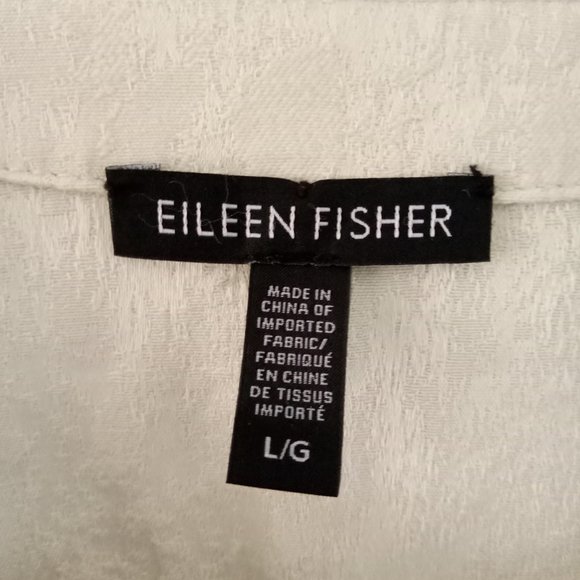 EILEEN FISHER
MADE IN
CHINA OF
IMPORTED
FABRIC/
FABRIQUÉ
EN CHINE
DE TISSUS
IMPORTÉ
L/G